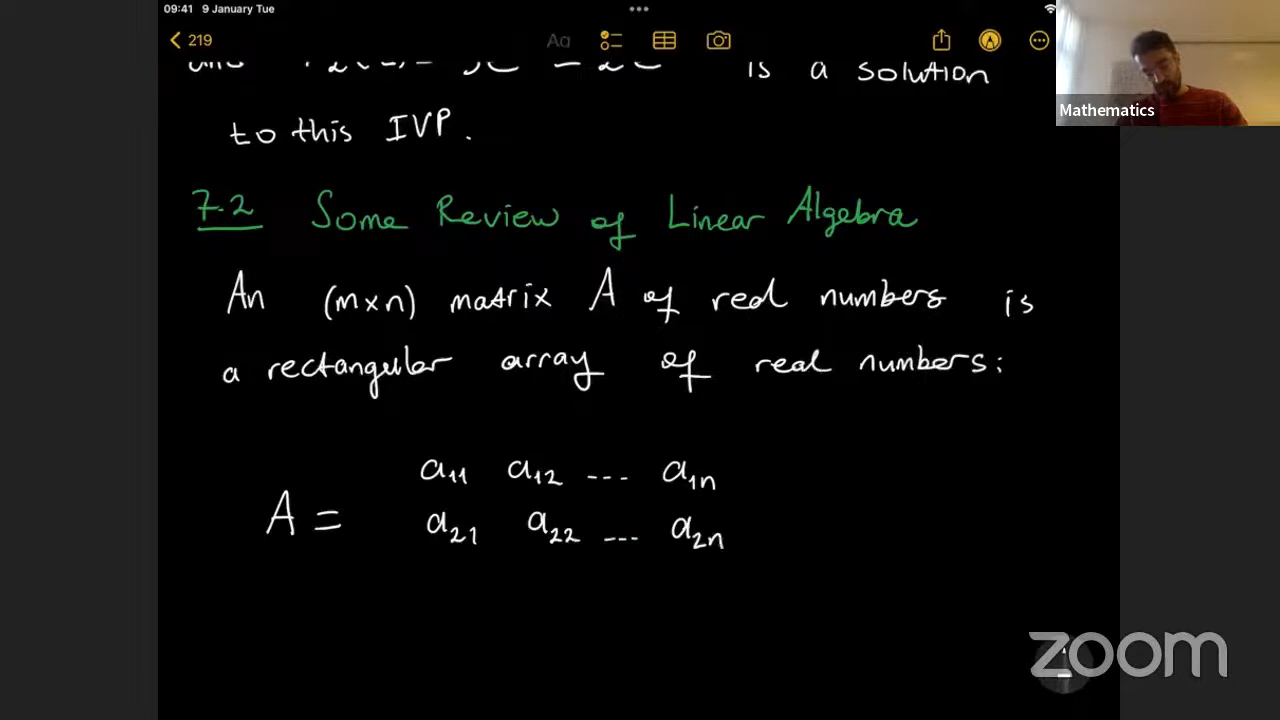 09:41 9 January Tue
219
Aa
is a solution
to this IVP.
7.2 Some Review of Linear Algebra
An (m×n) matrix A of real numbers is
a rectangular array of real numbers:
a11 a12 --- a1n
A =
a21 a22 --- a2n
Mathematics
zoom